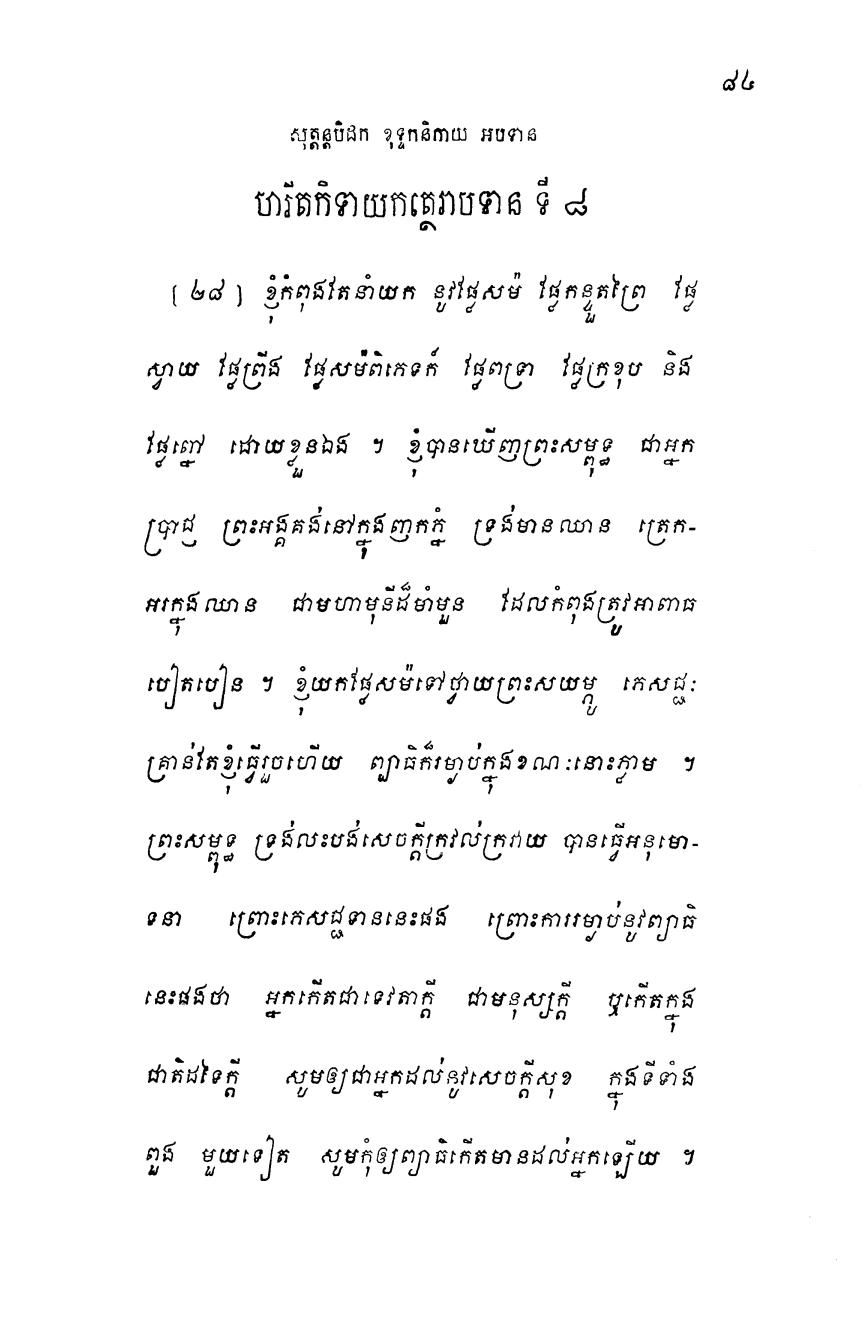 ៨៤
សុត្តន្តបិដក ខុទ្ទកនិកាយ អបទាន
ហរីតកិទាយកត្ថេរាបទាន ទី ៨
[ ២៨ ] ខ្ញុំកំពុងតែនាំយក នូវផ្លែសម៉ ផ្លែកន្ទួតព្រៃ ផ្លែ
ស្វាយ ផ្លែព្រីង ផ្លែសម៉ពិភេទក៍ ផ្លែពទ្រា ផ្លែក្រខុប និង
ផ្លែព្នៅ ដោយខ្លួនឯង ។ ខ្ញុំបានឃើញព្រះសម្ពុទ្ធ ជាអ្នក
ប្រាជ្ញ ព្រះអង្គគង់នៅក្នុងញកភ្នំ ទ្រង់មានឈាន ត្រេក-
អរក្នុងឈាន ជាមហាមុនីដ៏មាំមួន ដែលកំពុងត្រូវអាពាធ
បៀតបៀន ។ ខ្ញុំយកផ្លែសម៉ទៅថ្វាយព្រះសយម្ភូ ភេសជ្ជៈ
គ្រាន់តែខ្ញុំធ្វើរួចហើយ ព្យាធិក៏រម្ងាប់ក្នុងខណៈនោះភ្លាម ។
ព្រះសម្ពុទ្ធ ទ្រង់លះបង់សេចក្តីក្រវល់ក្រវាយ បានធ្វើអនុមោ-
ទនា ព្រោះភេសជ្ជទាននេះផង ព្រោះការរម្ងាប់នូវព្យាធិ
នេះផងថា អ្នកកើតជាទេវតាក្តី ជាមនុស្សក្តី ឬកើតក្នុង
ជាតិដទៃក្តី សូមឲ្យជាអ្នកដល់នូវសេចក្តីសុខ ក្នុងទីទាំង
ពួង មួយទៀត សូមកុំឲ្យព្យាធិកើតមានដល់អ្នកឡើយ ។